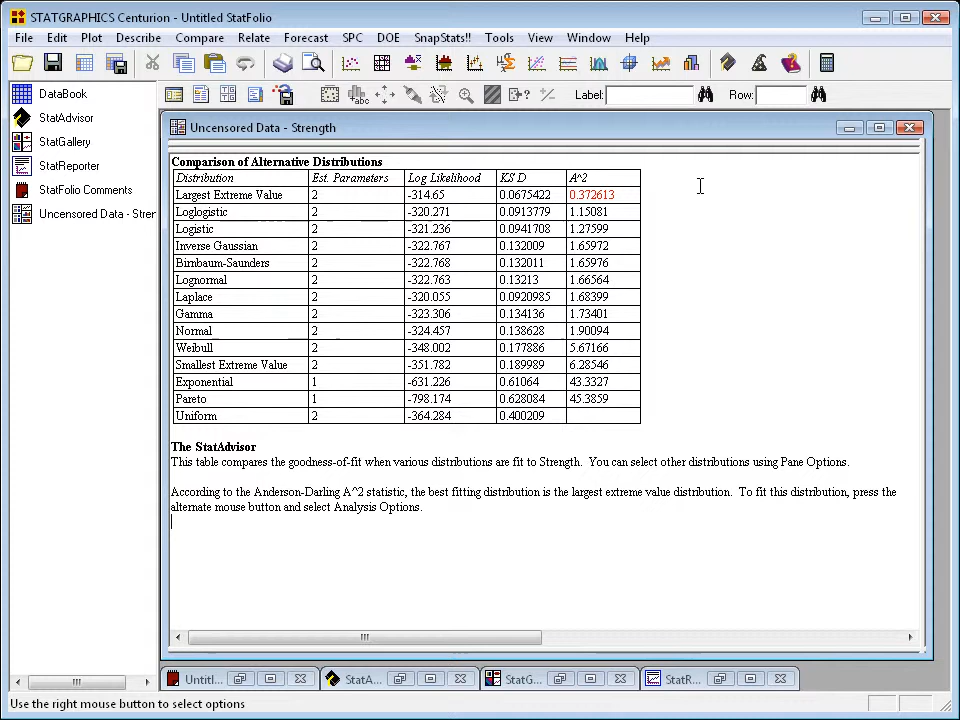 STATGRAPHICS Centurion - Untitled StatFolio
File Edit Plot Describe Compare Relate Forecast SPC DOE SnapStats!! Tools View Window Help
Label: Row:
DataBook
StatAdvisor
StatGallery
StatReporter
StatFolio Comments
Uncensored Data - Strer
Uncensored Data - Strength
Comparison of Alternative Distributions
Distribution Est. Parameters Log Likelihood KS D A^2
Largest Extreme Value 2 -314.65 0.0675422 0.372613
Loglogistic 2 -320.271 0.0913779 1.15081
Logistic 2 -321.236 0.0941708 1.27599
Inverse Gaussian 2 -322.767 0.132009 1.65972
Birnbaum-Saunders 2 -322.768 0.132011 1.65976
Lognormal 2 -322.763 0.13213 1.66564
Laplace 2 -320.055 0.0920985 1.68399
Gamma 2 -323.306 0.134136 1.73401
Normal 2 -324.457 0.138628 1.90094
Weibull 2 -348.002 0.177886 5.67166
Smallest Extreme Value 2 -351.782 0.189989 6.28546
Exponential 1 -631.226 0.61064 43.3327
Pareto 1 -798.174 0.628084 45.3859
Uniform 2 -364.284 0.400209
The StatAdvisor
This table compares the goodness-of-fit when various distributions are fit to Strength. You can select other distributions using Pane Options.
According to the Anderson-Darling A^2 statistic, the best fitting distribution is the largest extreme value distribution. To fit this distribution, press the
alternate mouse button and select Analysis Options.
Untitl... StatA... StatG... StatR...
Use the right mouse button to select options